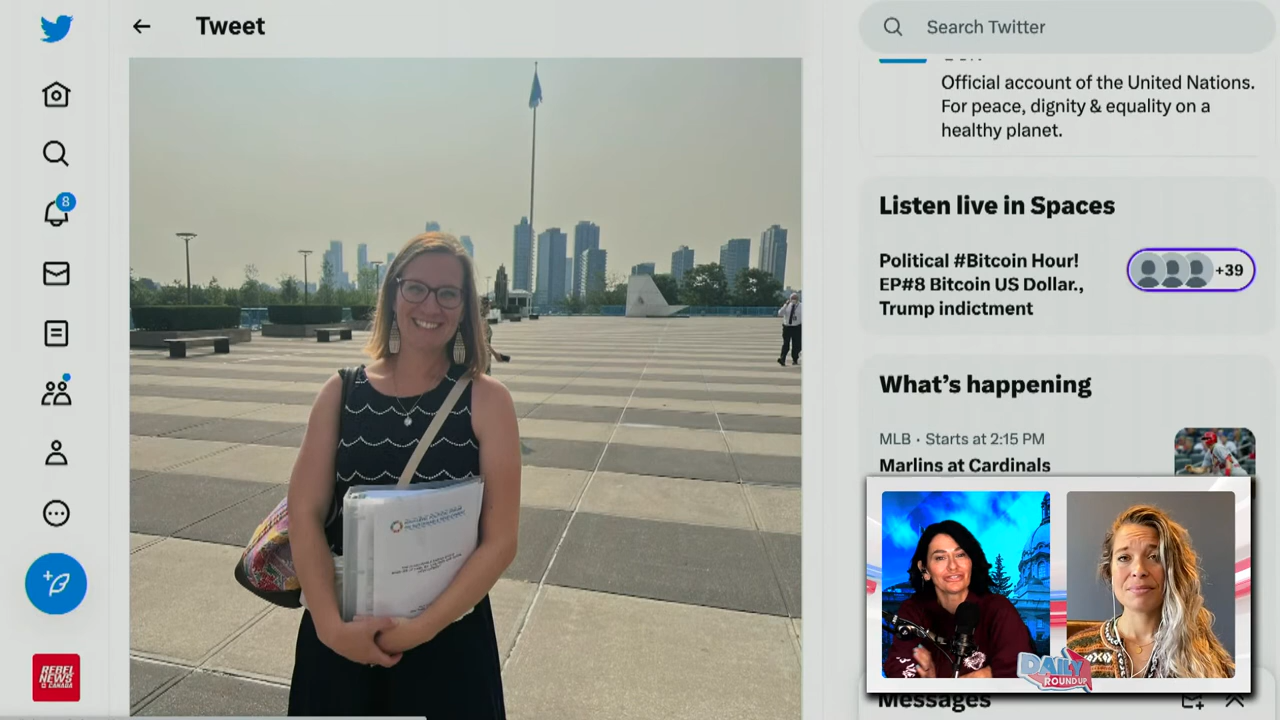 Tweet
Search Twitter
Official account of the United Nations.
For peace, dignity & equality on a
healthy planet.
8
Listen live in Spaces
Political #Bitcoin Hour!
EP#8 Bitcoin US Dollar.,
Trump indictment
+39
What's happening
MLB · Starts at 2:15 PM
Marlins at Cardinals
REBEL
NEWS
CANADA
DAILY
ROUNDUP
Messages